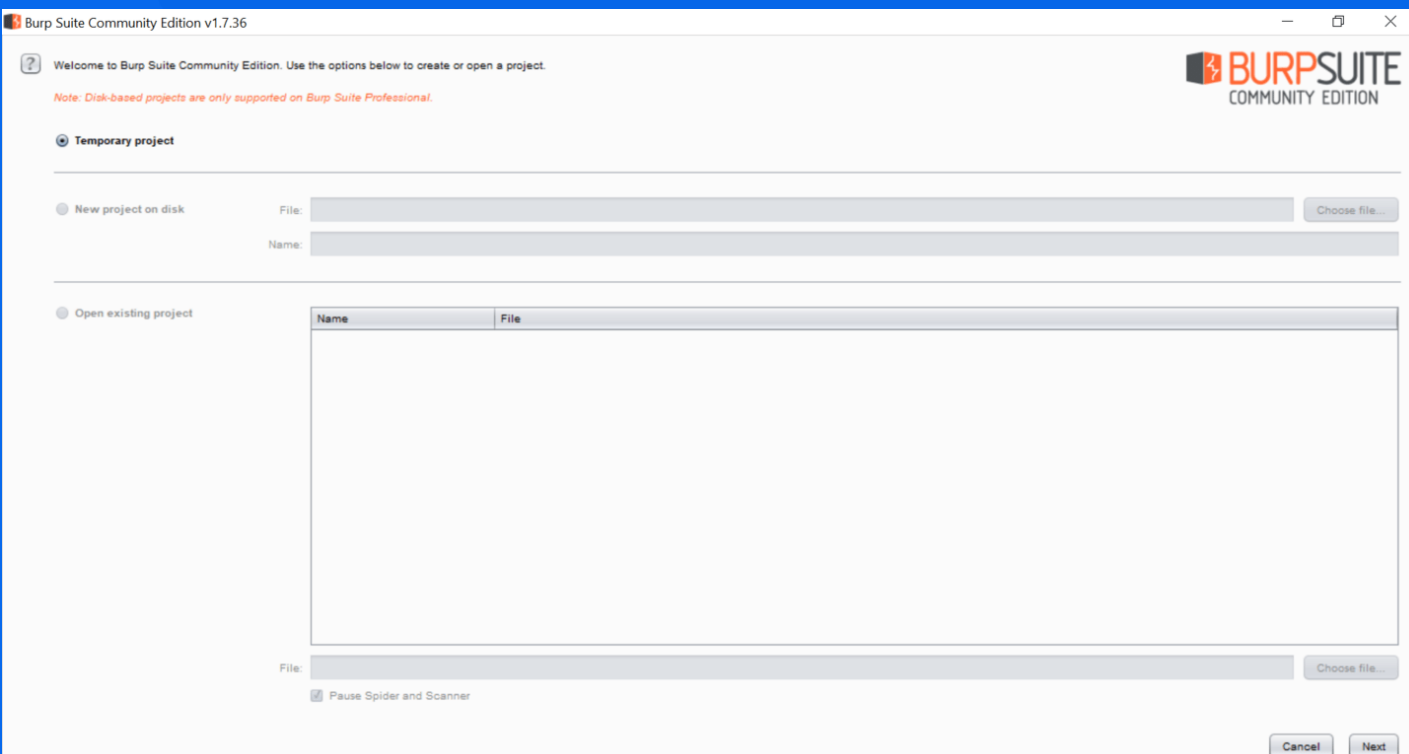 Burp Suite Community Edition v1.7.36
? Welcome to Burp Suite Community Edition. Use the options below to create or open a project.
BURPSUITE
COMMUNITY EDITION
Note: Disk-based projects are only supported on Burp Suite Professional.
Temporary project
New project on disk File: Choose file...
Name:
Open existing project
Name File
File: Choose file...
Pause Spider and Scanner
Cancel Next